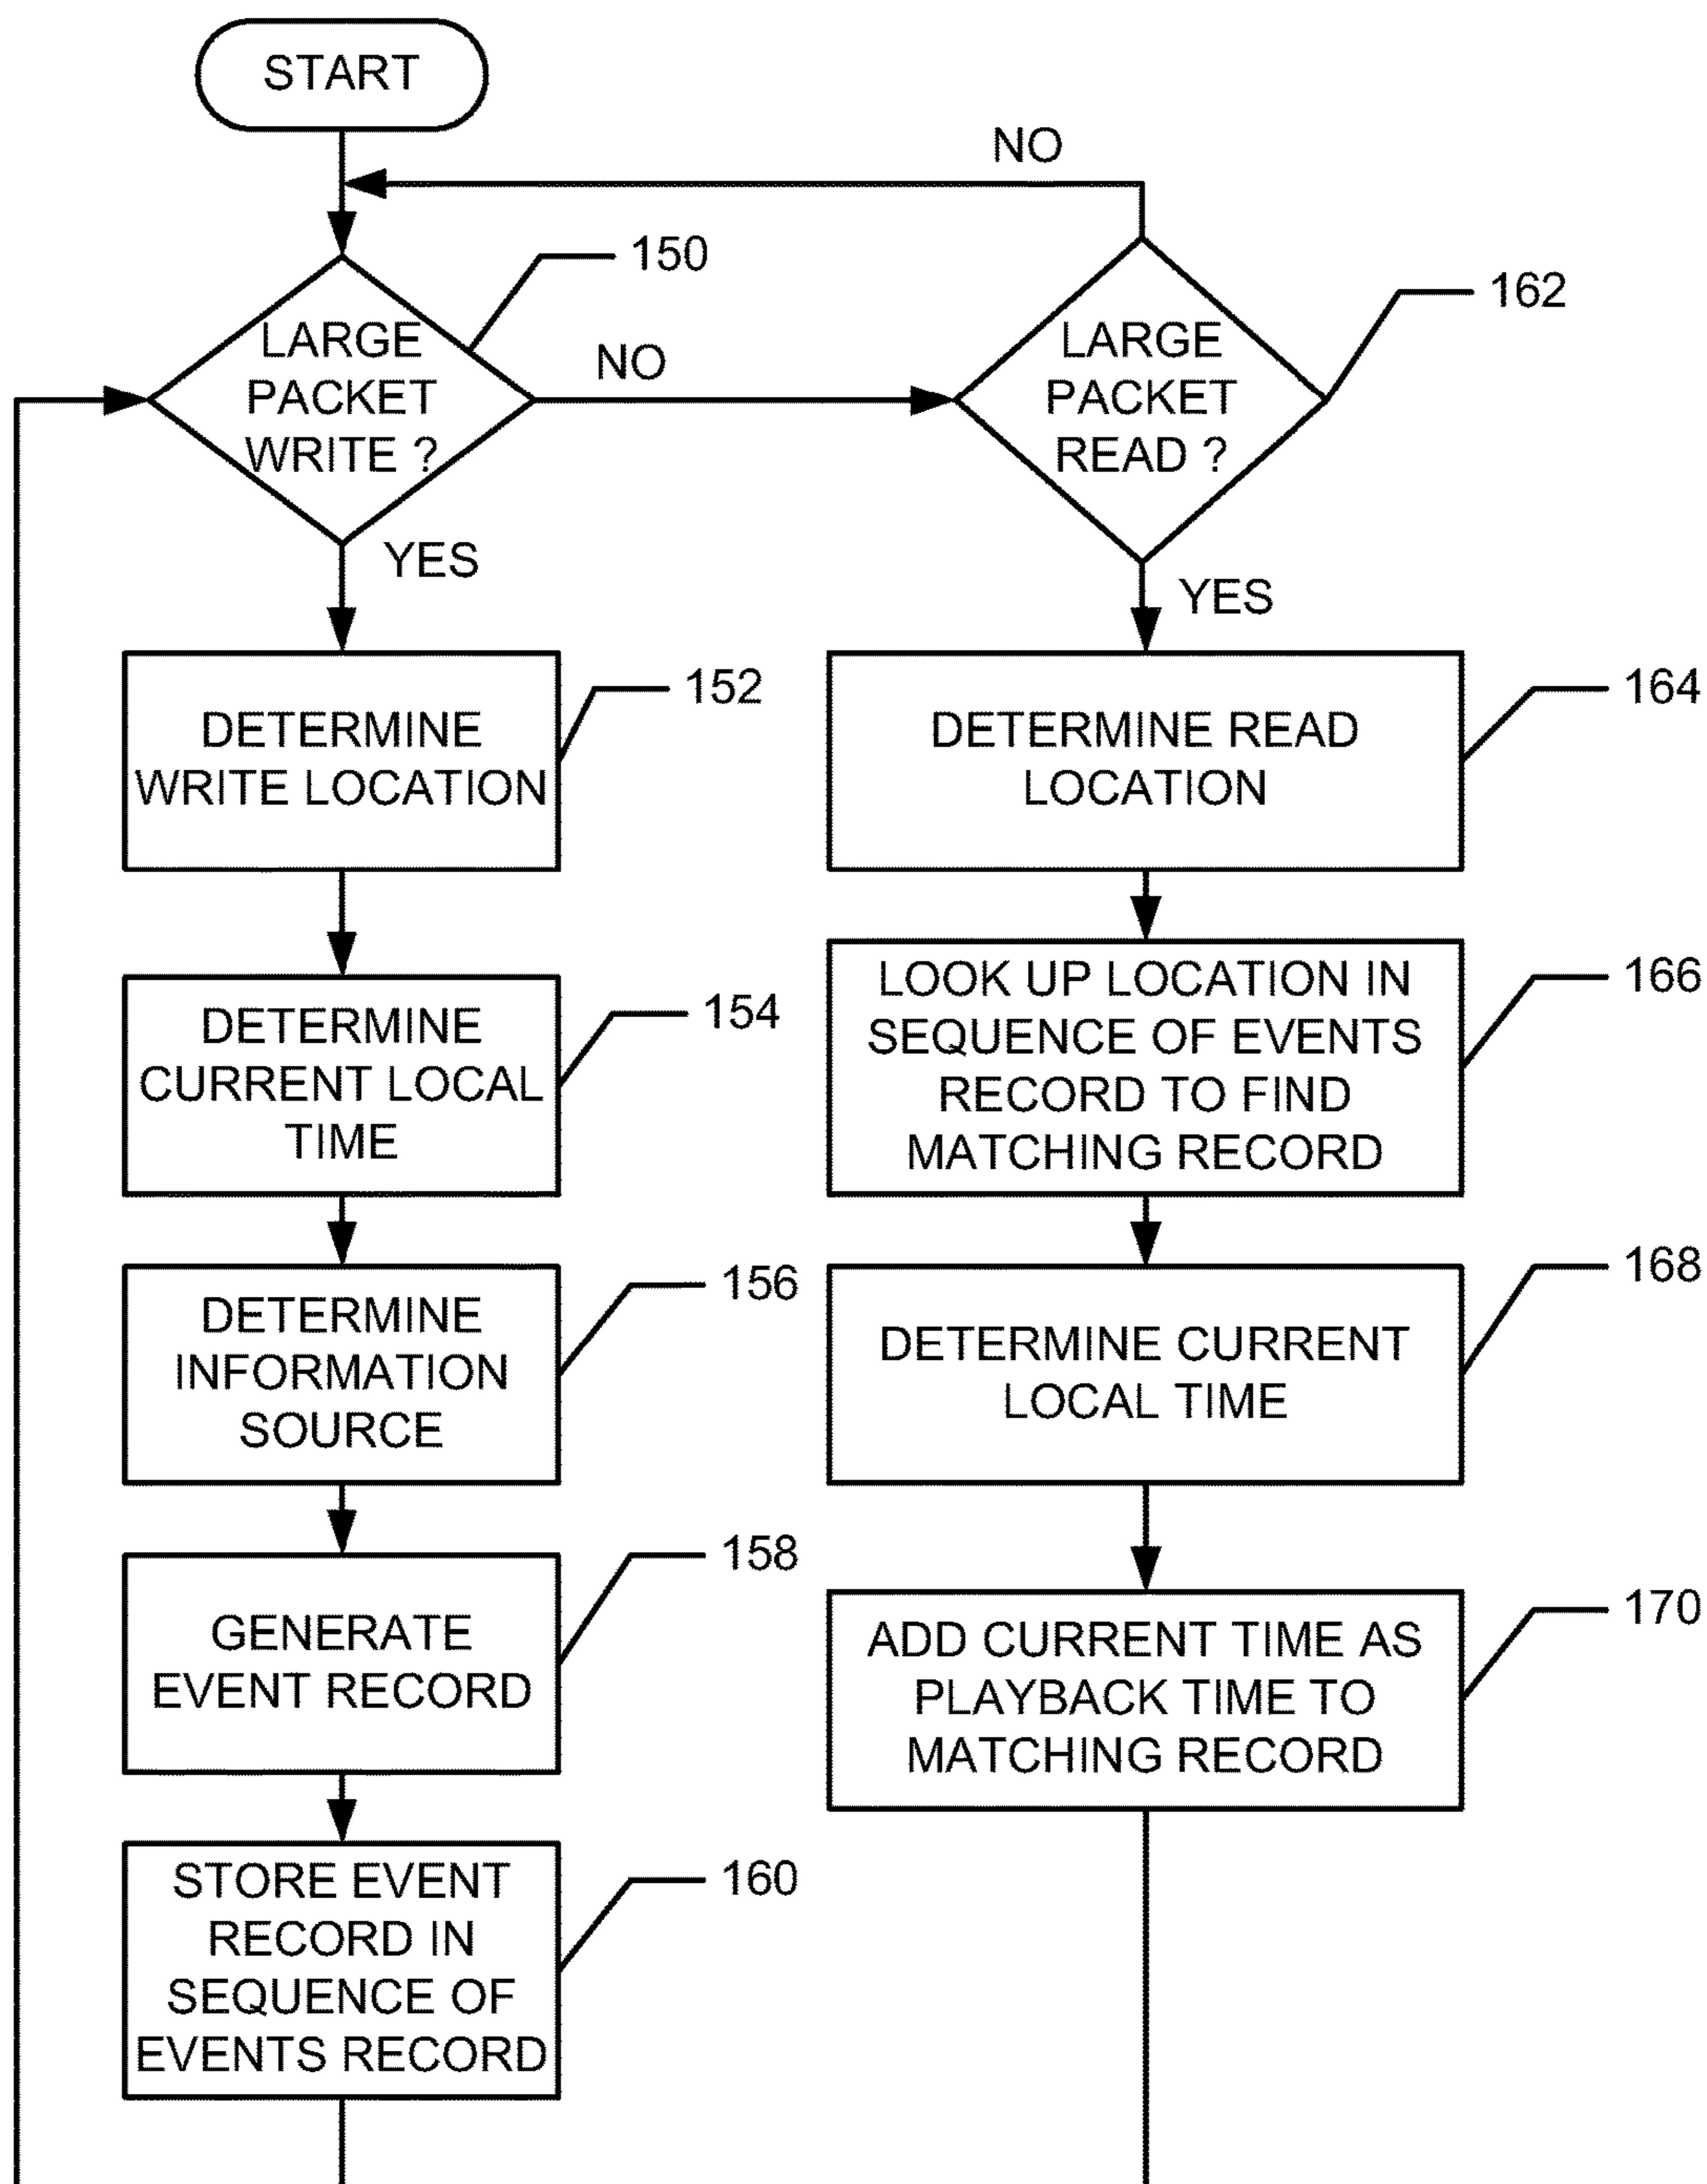 START
NO
150
162
LARGE
PACKET
WRITE ?
NO
LARGE
PACKET
READ ?
YES
YES
152
DETERMINE
WRITE LOCATION
164
DETERMINE READ
LOCATION
154
DETERMINE
CURRENT LOCAL
TIME
166
LOOK UP LOCATION IN
SEQUENCE OF EVENTS
RECORD TO FIND
MATCHING RECORD
156
DETERMINE
INFORMATION
SOURCE
168
DETERMINE CURRENT
LOCAL TIME
158
GENERATE
EVENT RECORD
170
ADD CURRENT TIME AS
PLAYBACK TIME TO
MATCHING RECORD
160
STORE EVENT
RECORD IN
SEQUENCE OF
EVENTS RECORD